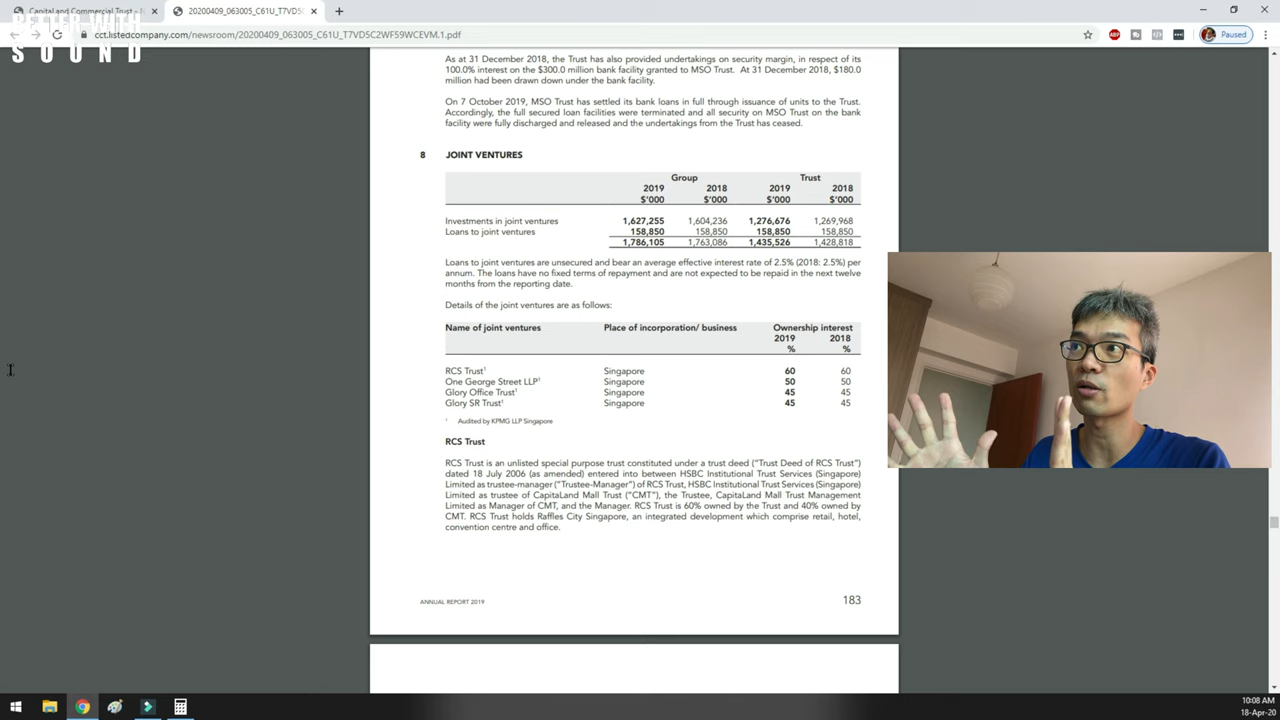 CapitaLand Commercial Trust - N
20200409_063005_C61U_T7VD5C
BETTER WITH
SOUND
cct.listedcompany.com/newsroom/20200409_063005_C61U_T7VD5C2WF59WCEVM.1.pdf
ABP
Paused
As at 31 December 2018, the Trust has also provided undertakings on security margin, in respect of its
100.0% interest on the $300.0 million bank facility granted to MSO Trust. At 31 December 2018, $180.0
million had been drawn down under the bank facility.
On 7 October 2019, MSO Trust has settled its bank loans in full through issuance of units to the Trust.
Accordingly, the full secured loan facilities were terminated and all security on MSO Trust on the bank
facility were fully discharged and released and the undertakings from the Trust has ceased.
8 JOINT VENTURES
Group Trust
2019 2018 2019 2018
$'000 $'000 $'000 $'000
Investments in joint ventures 1,627,255 1,604,236 1,276,676 1,269,968
Loans to joint ventures 158,850 158,850 158,850 158,850
1,786,105 1,763,086 1,435,526 1,428,818
Loans to joint ventures are unsecured and bear an average effective interest rate of 2.5% (2018: 2.5%) per
annum. The loans have no fixed terms of repayment and are not expected to be repaid in the next twelve
months from the reporting date.
Details of the joint ventures are as follows:
Name of joint ventures Place of incorporation/ business Ownership interest
2019 2018
% %
RCS Trust¹ Singapore 60 60
One George Street LLP¹ Singapore 50 50
Glory Office Trust¹ Singapore 45 45
Glory SR Trust¹ Singapore 45 45
¹ Audited by KPMG LLP Singapore
RCS Trust
RCS Trust is an unlisted special purpose trust constituted under a trust deed ("Trust Deed of RCS Trust")
dated 18 July 2006 (as amended) entered into between HSBC Institutional Trust Services (Singapore)
Limited as trustee-manager ("Trustee-Manager") of RCS Trust, HSBC Institutional Trust Services (Singapore)
Limited as trustee of CapitaLand Mall Trust ("CMT"), the Trustee, CapitaLand Mall Trust Management
Limited as Manager of CMT, and the Manager. RCS Trust is 60% owned by the Trust and 40% owned by
CMT. RCS Trust holds Raffles City Singapore, an integrated development which comprise retail, hotel,
convention centre and office.
ANNUAL REPORT 2019 183
10:08 AM
18-Apr-20